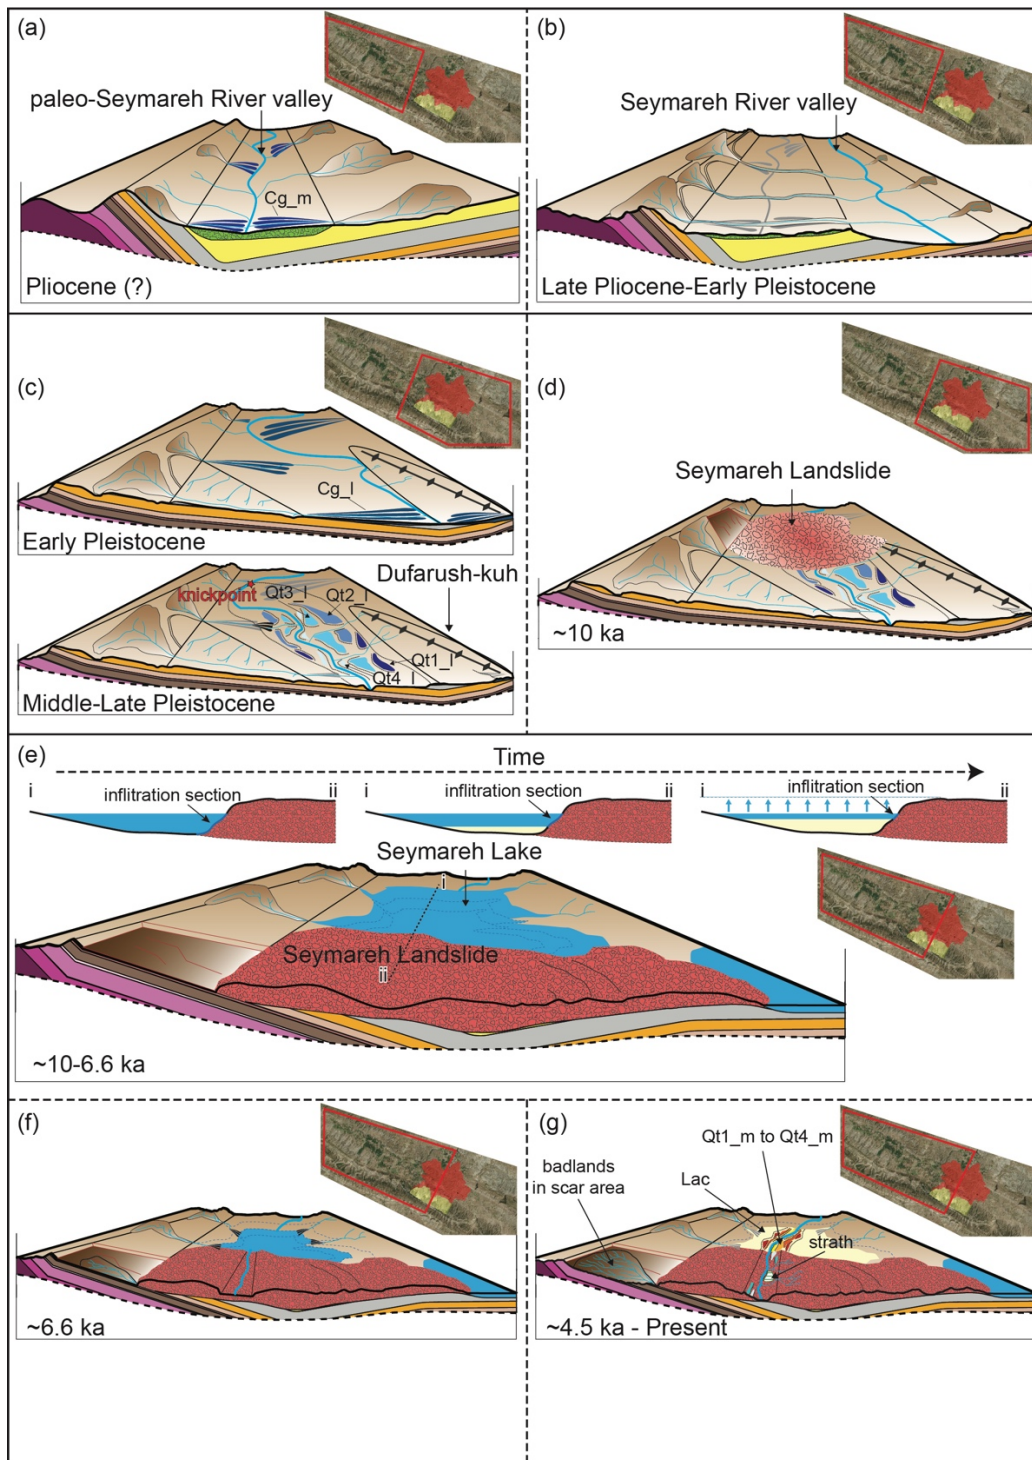 (a)
paleo-Seymareh River valley
Cg_m
Pliocene (?)
(b)
Seymareh River valley
Late Pliocene-Early Pleistocene
(c)
Cg_l
Early Pleistocene
Dufarush-kuh
knickpoint
Qt3_l
Qt2_l
Qt1_l
Qt4_l
Middle-Late Pleistocene
(d)
Seymareh Landslide
~10 ka
(e)
Time
i
inflitration section
ii
i
inflitration section
ii
i
inflitration section
ii
Seymareh Lake
i
Seymareh Landslide
ii
~10-6.6 ka
(f)
~6.6 ka
(g)
Qt1_m to Qt4_m
badlands
in scar area
Lac
strath
~4.5 ka - Present